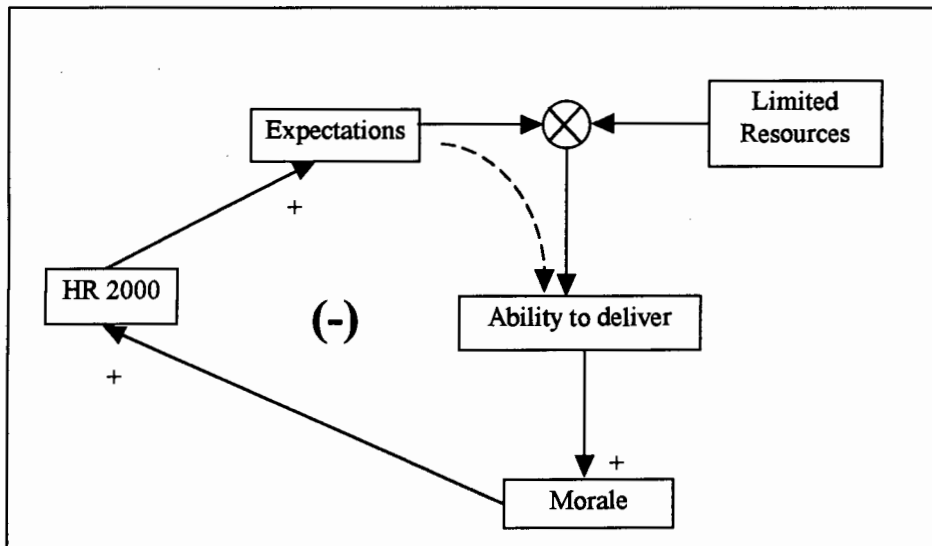 Expectations
Limited
Resources
+
HR 2000
(-)
Ability to deliver
+
+
Morale